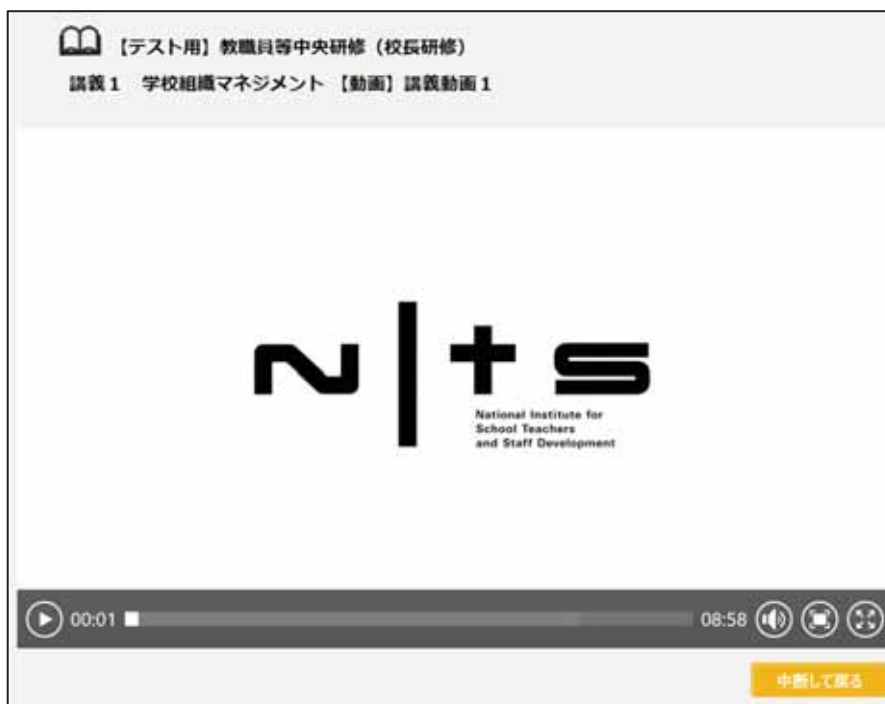 【テスト用】教職員等中央研修（校長研修）
講義１　学校組織マネジメント 【動画】講義動画１
NITS
National Institute for
School Teachers
and Staff Development
00:01
08:58
中断して戻る